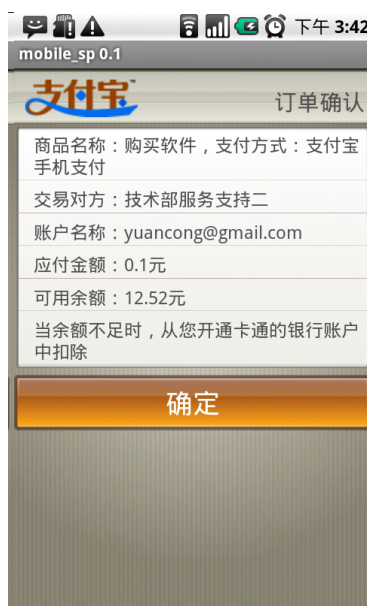 下午 3:42
mobile_sp 0.1
支付宝
订单确认
商品名称：购买软件，支付方式：支付宝
手机支付
交易对方：技术部服务支持二
账户名称：yuancong@gmail.com
应付金额：0.1元
可用余额：12.52元
当余额不足时，从您开通卡通的银行账户
中扣除
确定